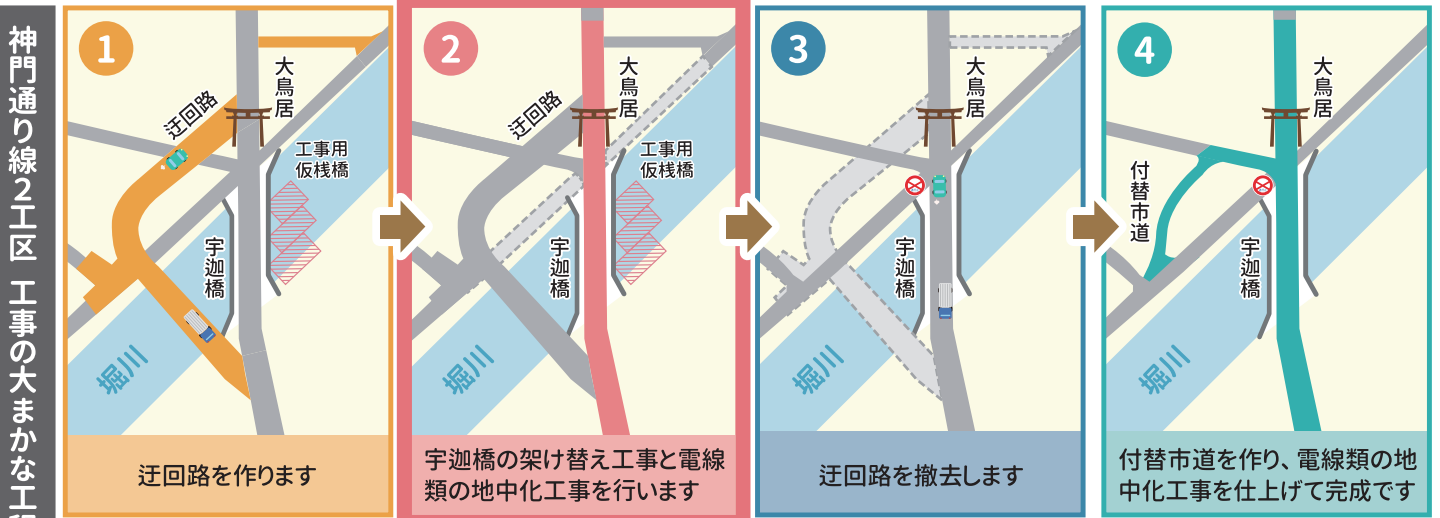 神門通り線２工区 工事の大まかな工程
1
大鳥居
迂回路
工事用
仮桟橋
宇迦橋
堀川
迂回路を作ります
2
大鳥居
迂回路
工事用
仮桟橋
宇迦橋
堀川
宇迦橋の架け替え工事と電線
類の地中化工事を行います
3
大鳥居
宇迦橋
堀川
迂回路を撤去します
4
大鳥居
付替市道
宇迦橋
堀川
付替市道を作り、電線類の地
中化工事を仕上げて完成です